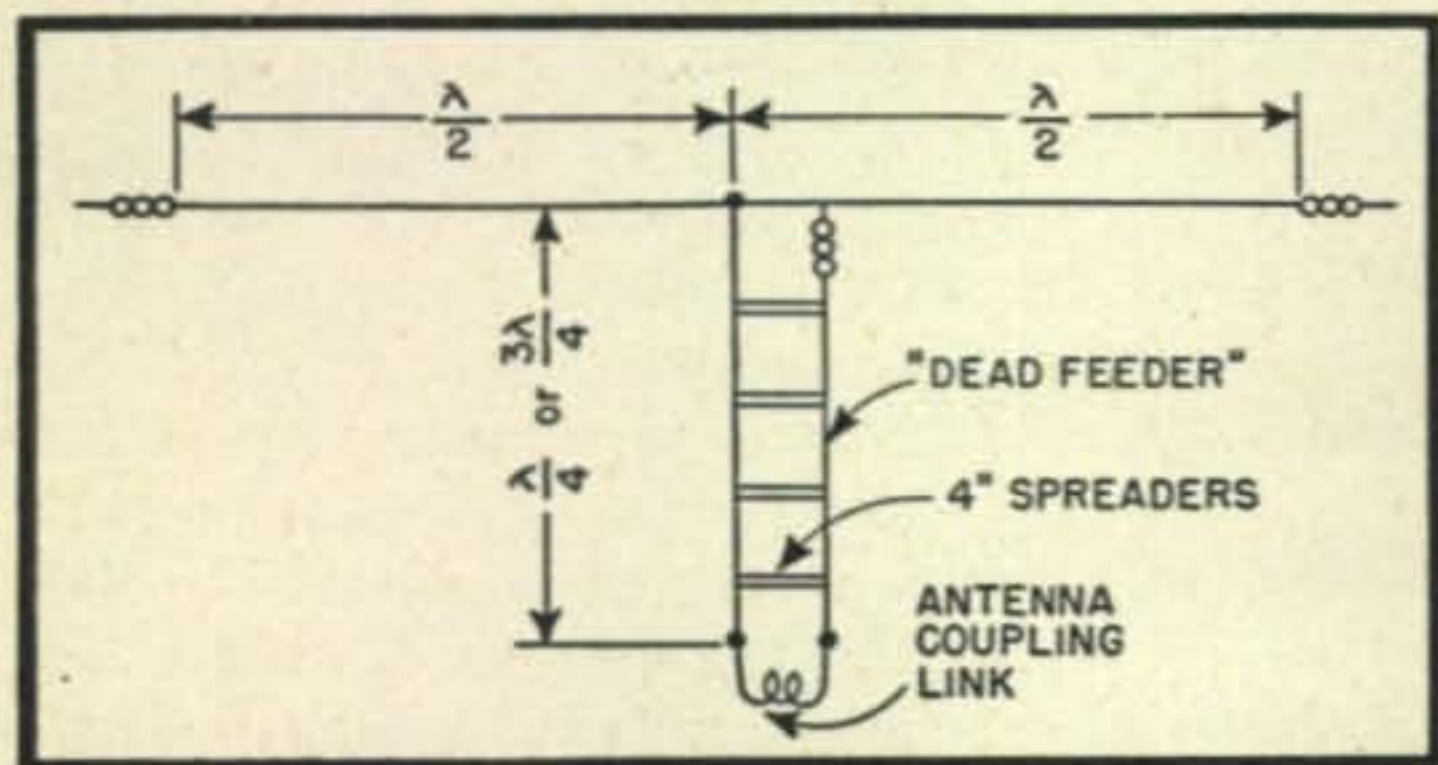 λ/2
λ/2
λ/4 or 3λ/4
"DEAD FEEDER"
4" SPREADERS
ANTENNA
COUPLING
LINK